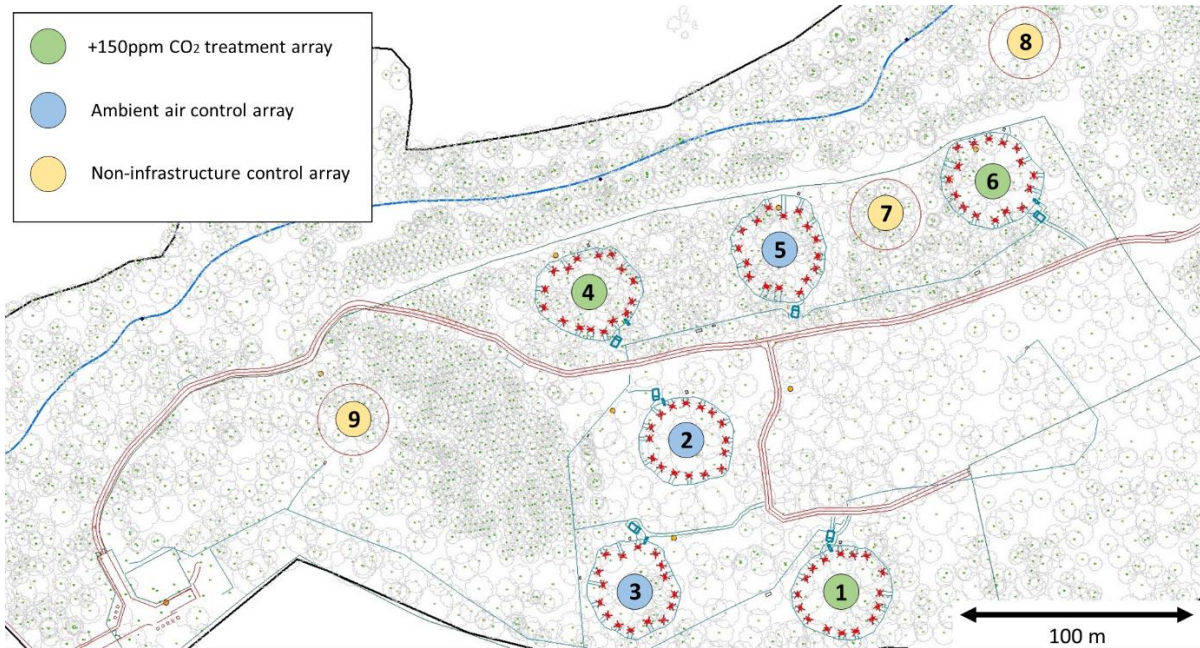 +150ppm CO₂ treatment array
Ambient air control array
Non-infrastructure control array
8
6
7
5
4
9
2
3
1
100 m